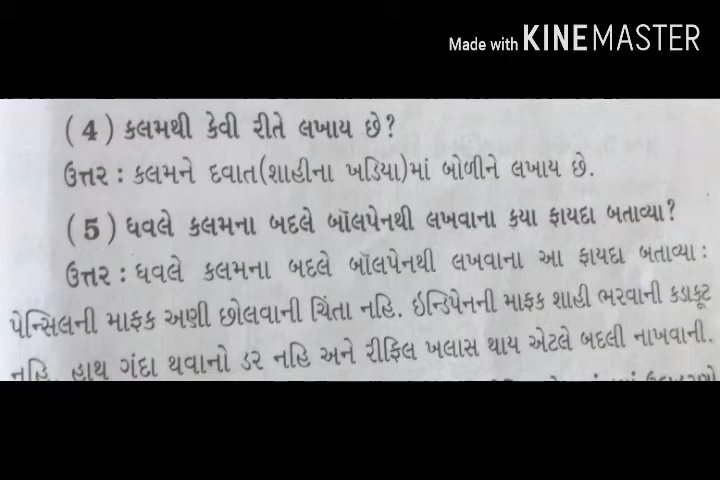 Made with KINEMASTER
(4) કલમથી કેવી રીતે લખાય છે?
ઉત્તર : કલમને દવાત(શાહીના ખડિયા)માં બોળીને લખાય છે.
(5) ધવલે કલમના બદલે બૉલપેનથી લખવાના કયા ફાયદા બતાવ્યા?
ઉત્તર : ધવલે કલમના બદલે બૉલપેનથી લખવાના આ ફાયદા બતાવ્યા :
પેન્સિલની માફક અણી છોલવાની ચિંતા નહિ. ઇન્ડિપેનની માફક શાહી ભરવાની કડાકૂટ
નહિ. હાથ ગંદા થવાનો ડર નહિ અને રીફિલ ખલાસ થાય એટલે બદલી નાખવાની.